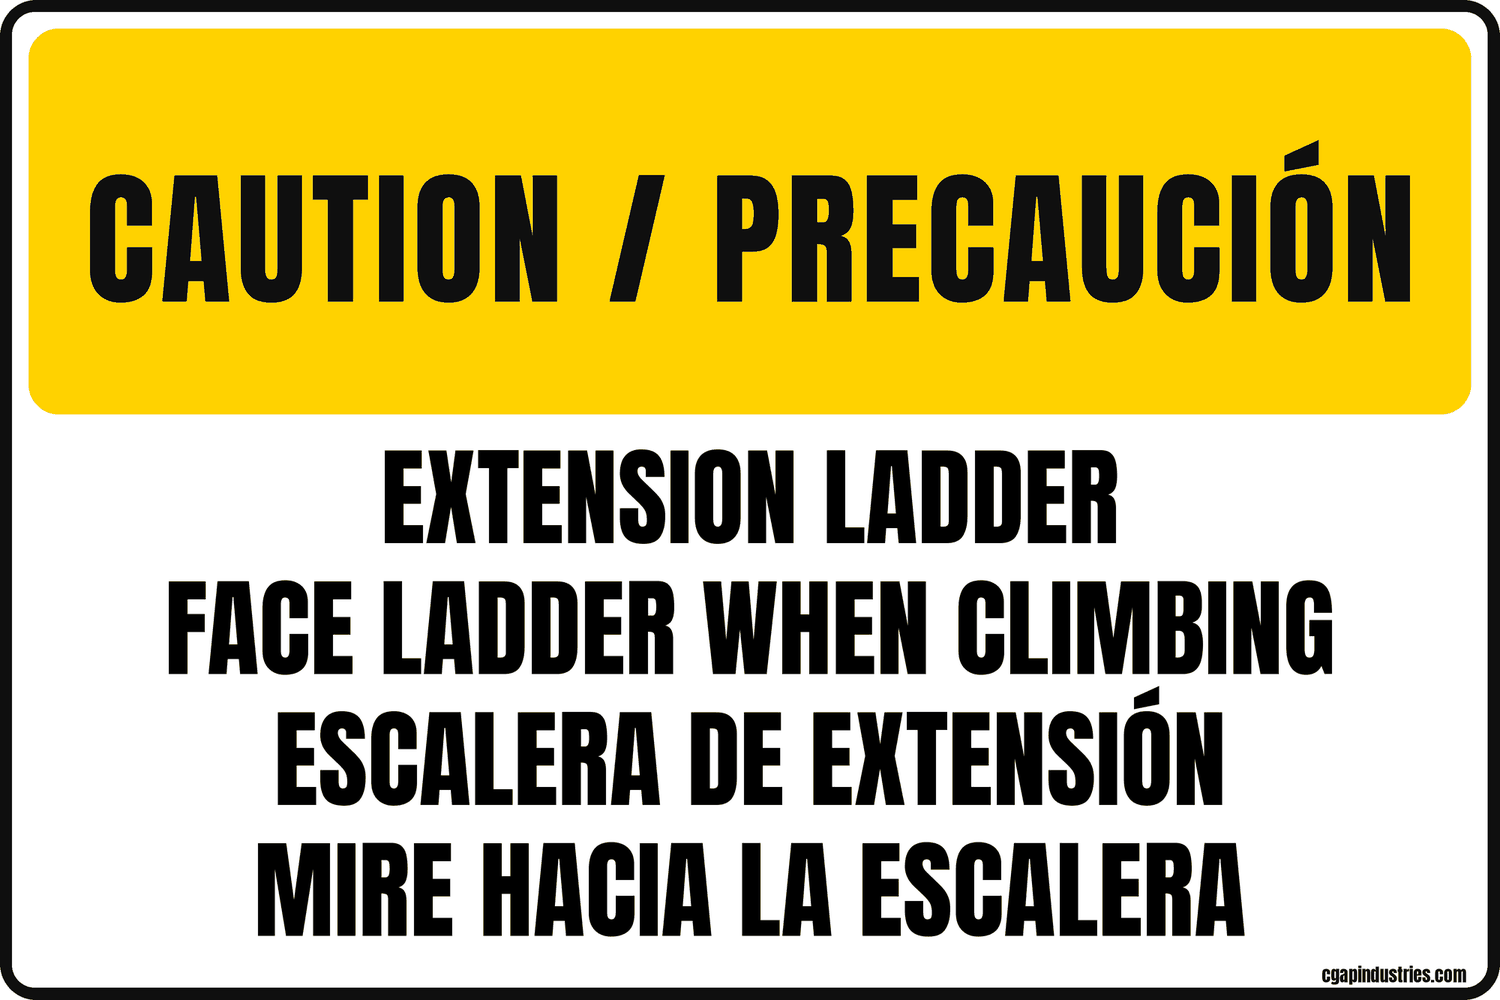 CAUTION / PRECAUCIÓN
EXTENSION LADDER
FACE LADDER WHEN CLIMBING
ESCALERA DE EXTENSIÓN
MIRE HACIA LA ESCALERA
cgapindustries.com